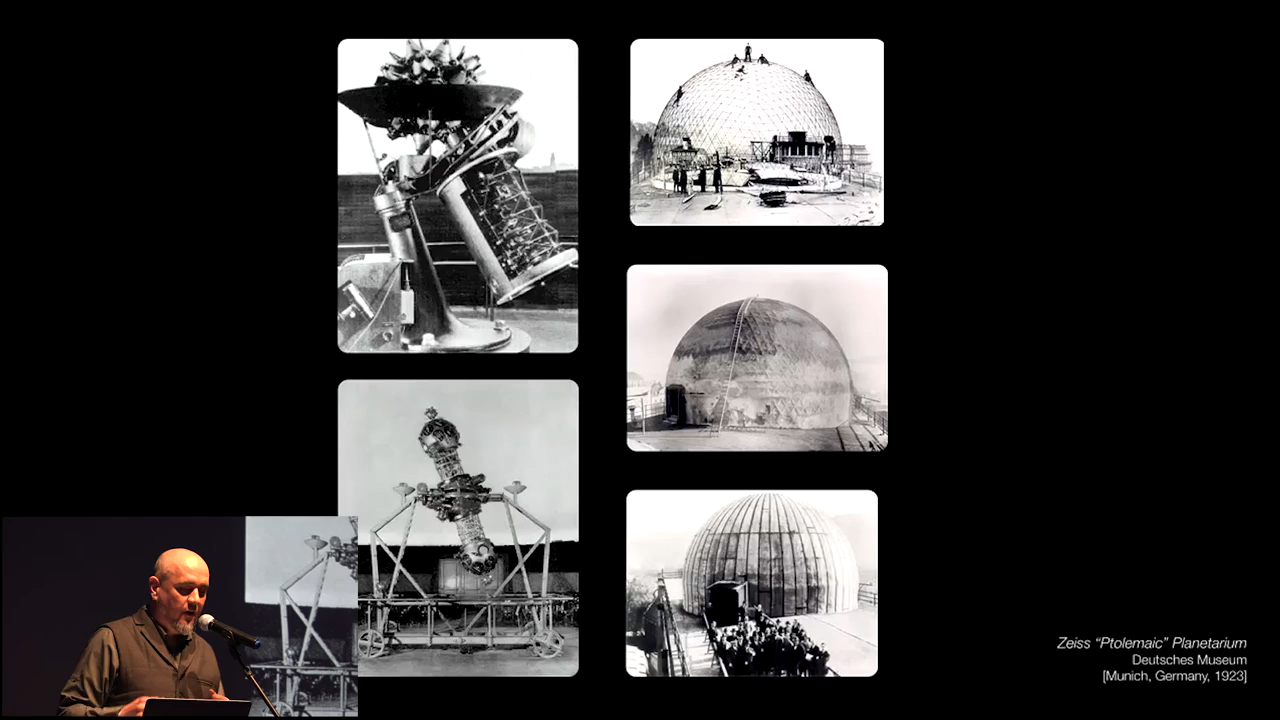 Zeiss “Ptolemaic” Planetarium
Deutsches Museum
[Munich, Germany, 1923]